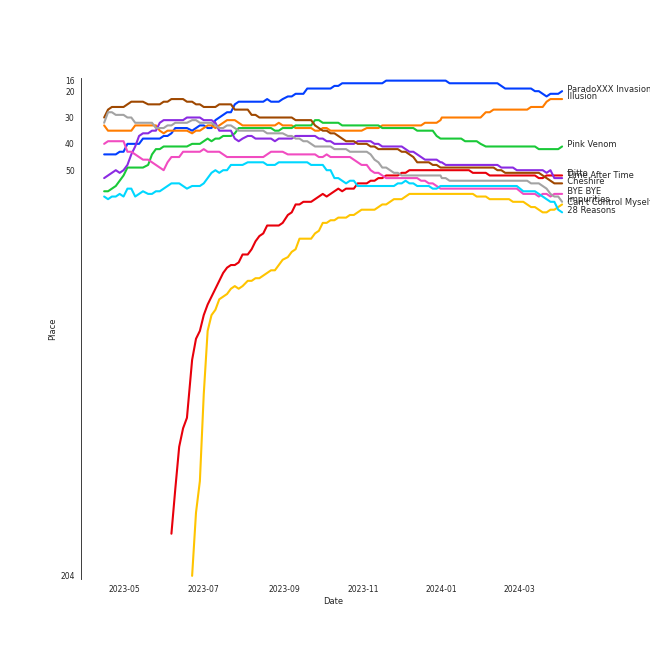 16
20
30
40
50
204
Place
2023-05
2023-07
2023-09
2023-11
2024-01
2024-03
Date
ParadoXXX Invasion
Illusion
Pink Venom
Ditto
Time After Time
Cheshire
BYE BYE
Impurities
Can't Control Myself
28 Reasons